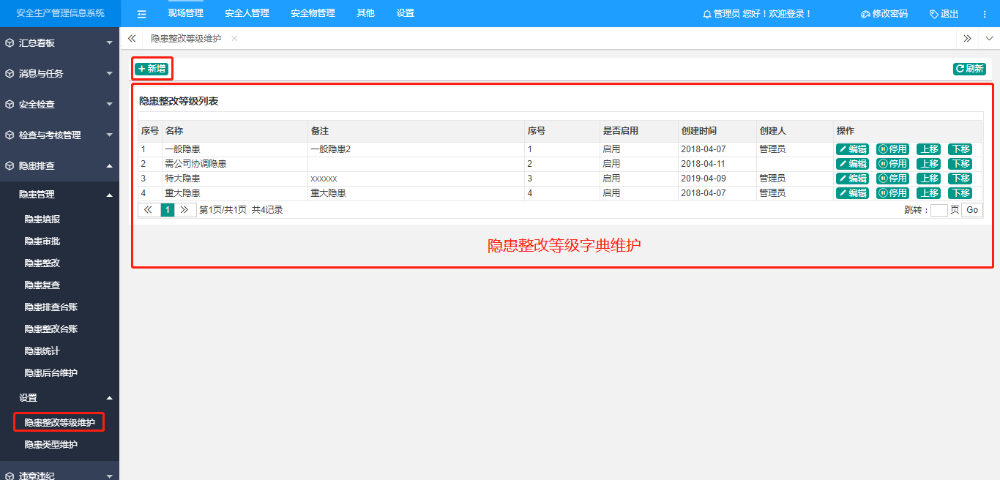 安全生产管理信息系统
现场管理 安全人管理 安全物管理 其他 设置
管理员 您好！欢迎登录！ 修改密码 退出
汇总看板
消息与任务
安全检查
检查与考核管理
隐患排查
隐患管理
隐患填报
隐患审批
隐患整改
隐患复查
隐患排查台账
隐患整改台账
隐患统计
隐患后台维护
设置
隐患整改等级维护
隐患类型维护
违章违纪
隐患整改等级维护 ×
+ 新增 刷新
隐患整改等级列表
序号 名称 备注 序号 是否启用 创建时间 创建人 操作
1 一般隐患 一般隐患2 1 启用 2018-04-07 管理员 编辑 停用 上移 下移
2 需公司协调隐患 2 启用 2018-04-11 编辑 停用 上移 下移
3 特大隐患 xxxxxx 3 启用 2019-04-09 管理员 编辑 停用 上移 下移
4 重大隐患 重大隐患 4 启用 2018-04-07 管理员 编辑 停用 上移 下移
1 第1页/共1页 共4记录 跳转： 页 Go
隐患整改等级字典维护